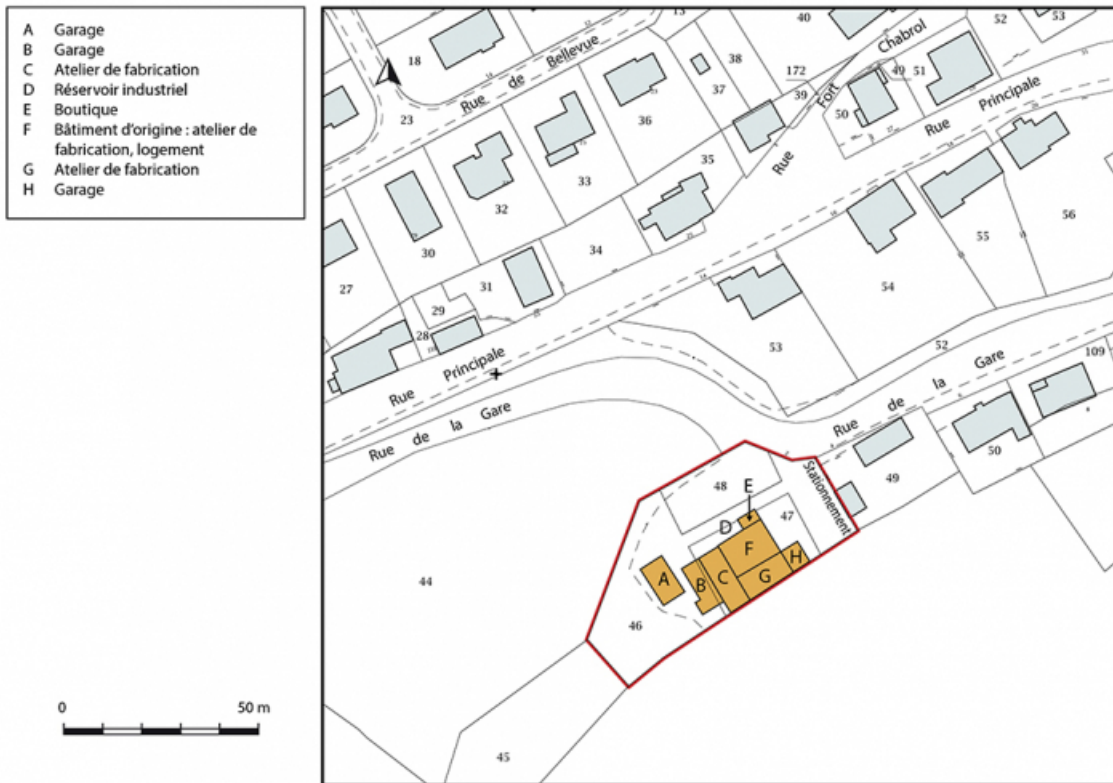 A Garage
B Garage
C Atelier de fabrication
D Réservoir industriel
E Boutique
F Bâtiment d'origine : atelier de
fabrication, logement
G Atelier de fabrication
H Garage
0 50 m
18
13
40
52
53
Rue de Bellevue
38
172
Chabrol
49
51
23
37
39
Fort
50
Rue Principale
36
Rue
35
33
32
56
30
34
55
27
31
54
29
28
53
52
Rue Principale
109
Rue de la Gare
Rue de la Gare
50
49
48
Stationnement
E
47
D
F
H
A
B
C
G
44
46
45